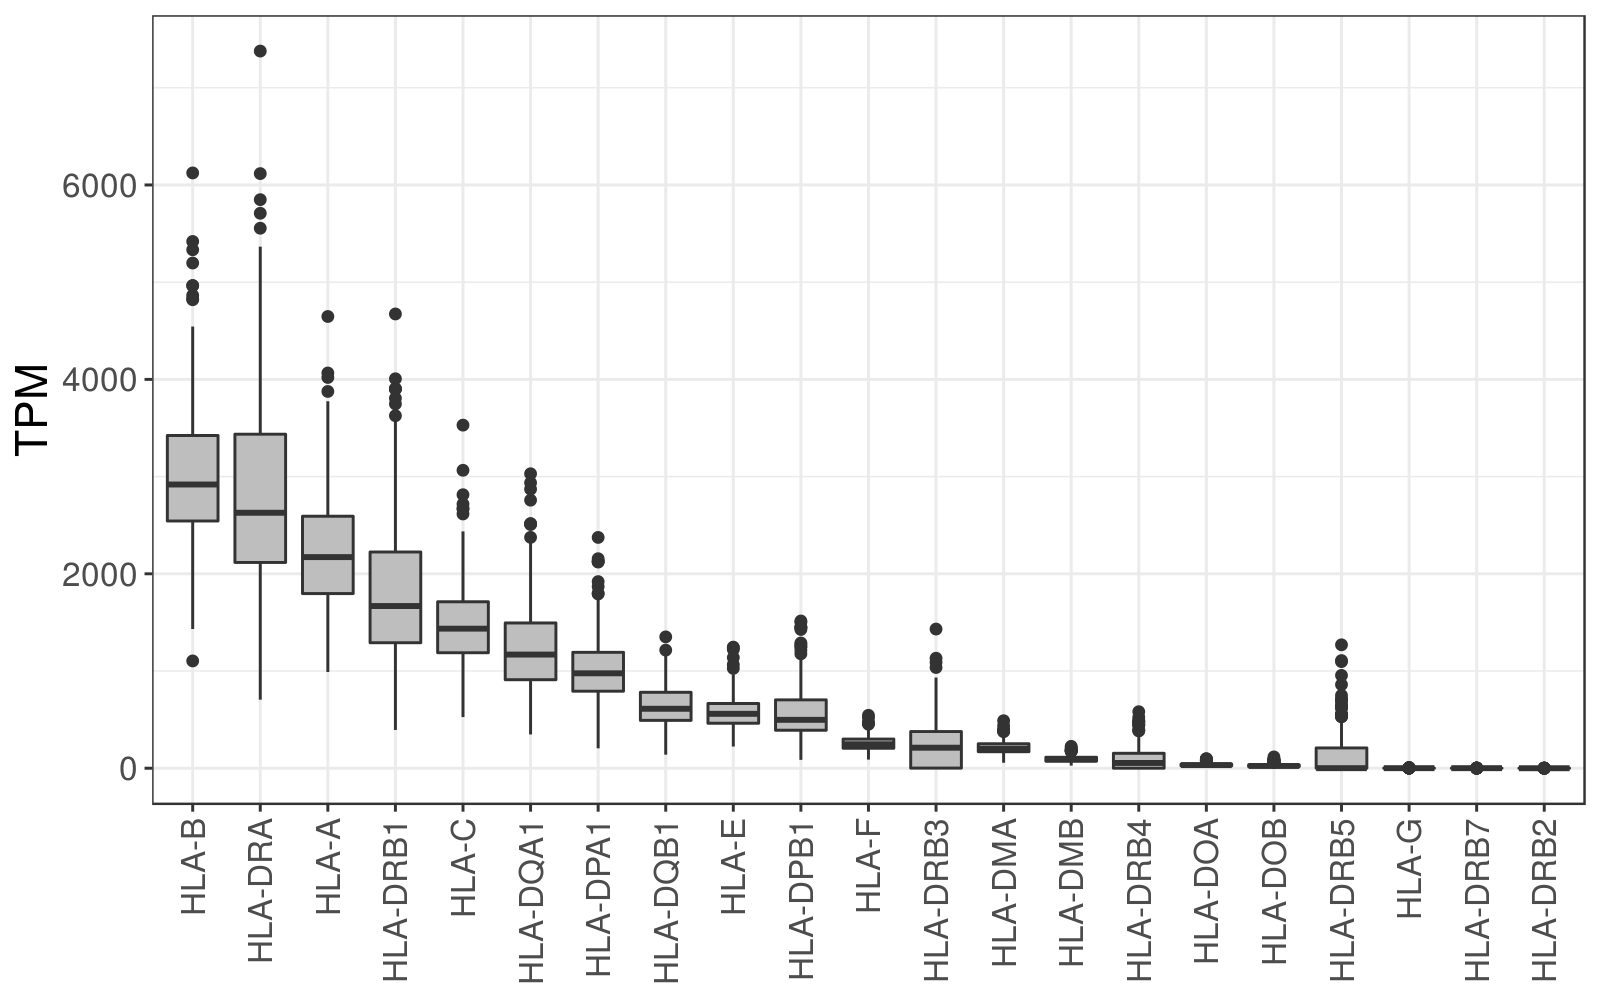 TPM
6000
4000
2000
0
HLA-B
HLA-DRA
HLA-A
HLA-DRB1
HLA-C
HLA-DQA1
HLA-DPA1
HLA-DQB1
HLA-E
HLA-DPB1
HLA-F
HLA-DRB3
HLA-DMA
HLA-DMB
HLA-DRB4
HLA-DOA
HLA-DOB
HLA-DRB5
HLA-G
HLA-DRB7
HLA-DRB2